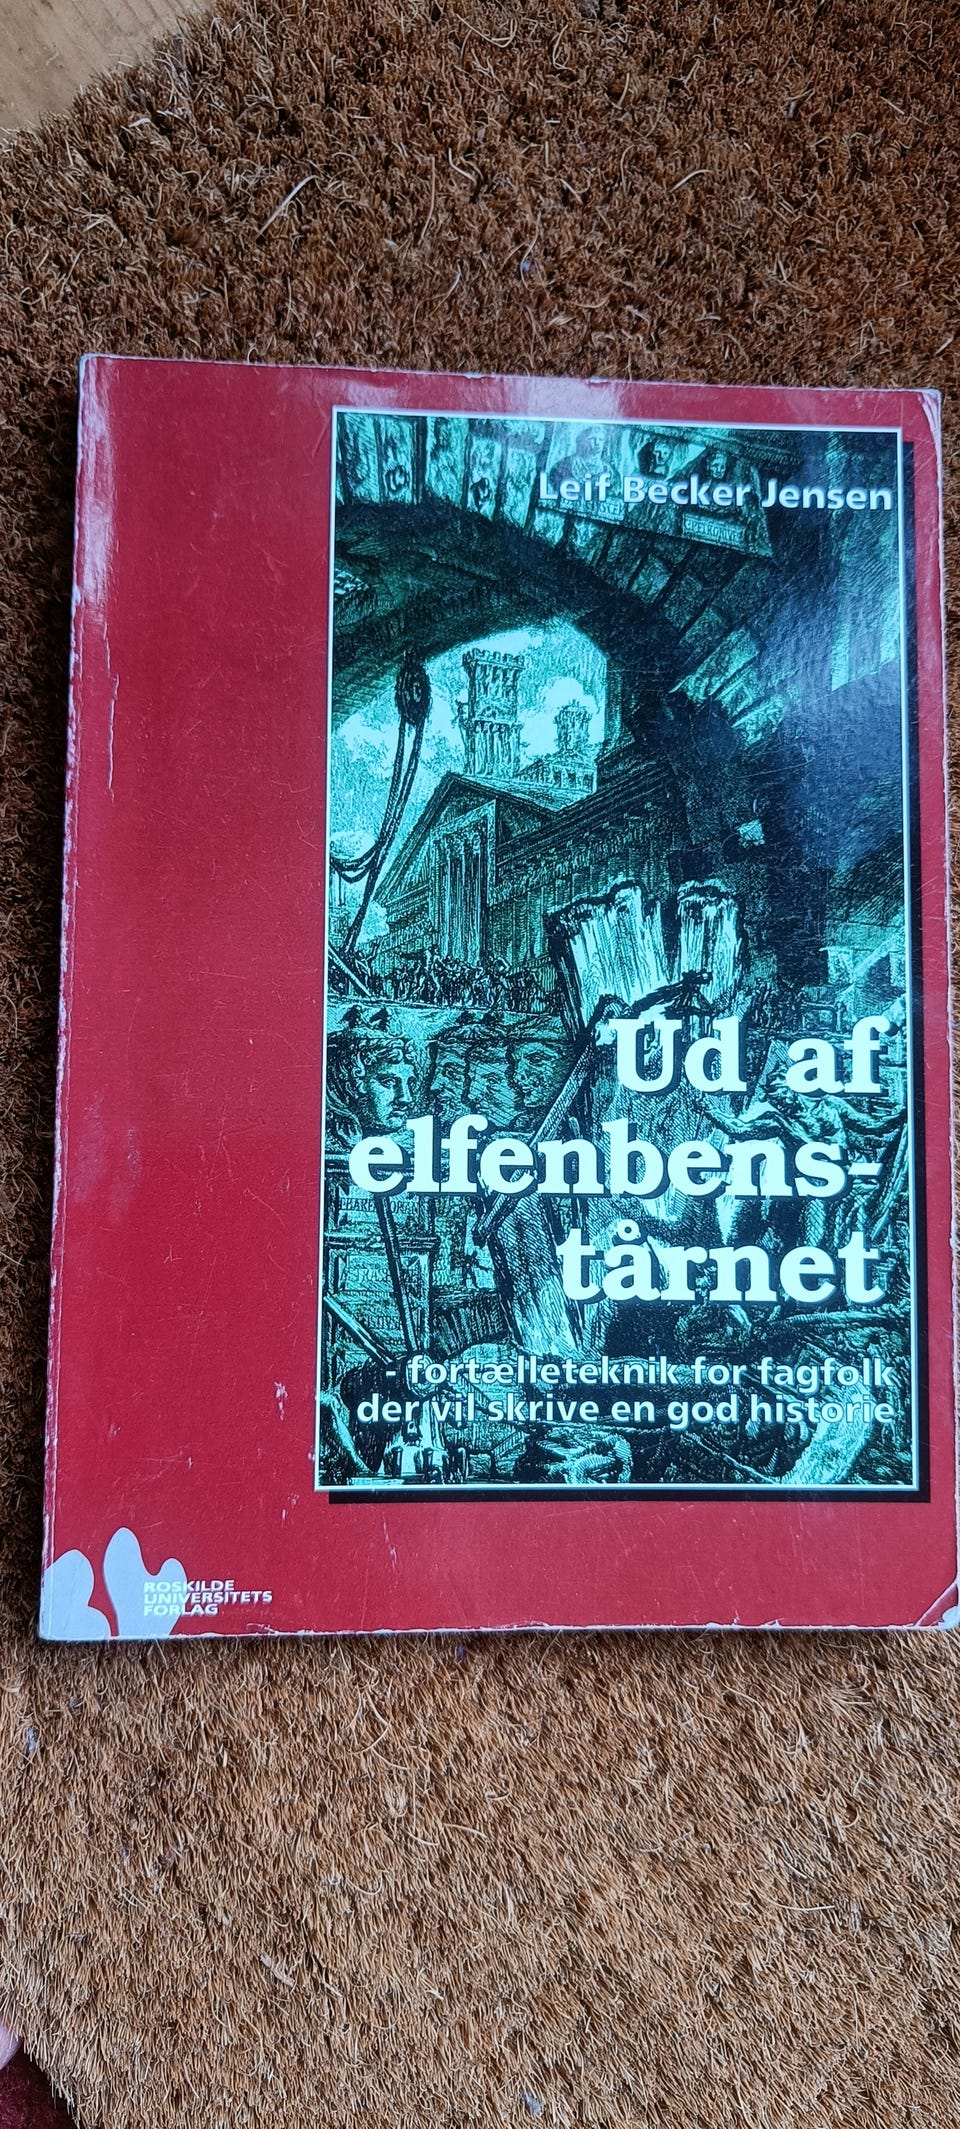 Leif Becker Jensen
Ud af
elfenbens-
tårnet
- fortælleteknik for fagfolk
der vil skrive en god historie
ROSKILDE
UNIVERSITETS
FORLAG